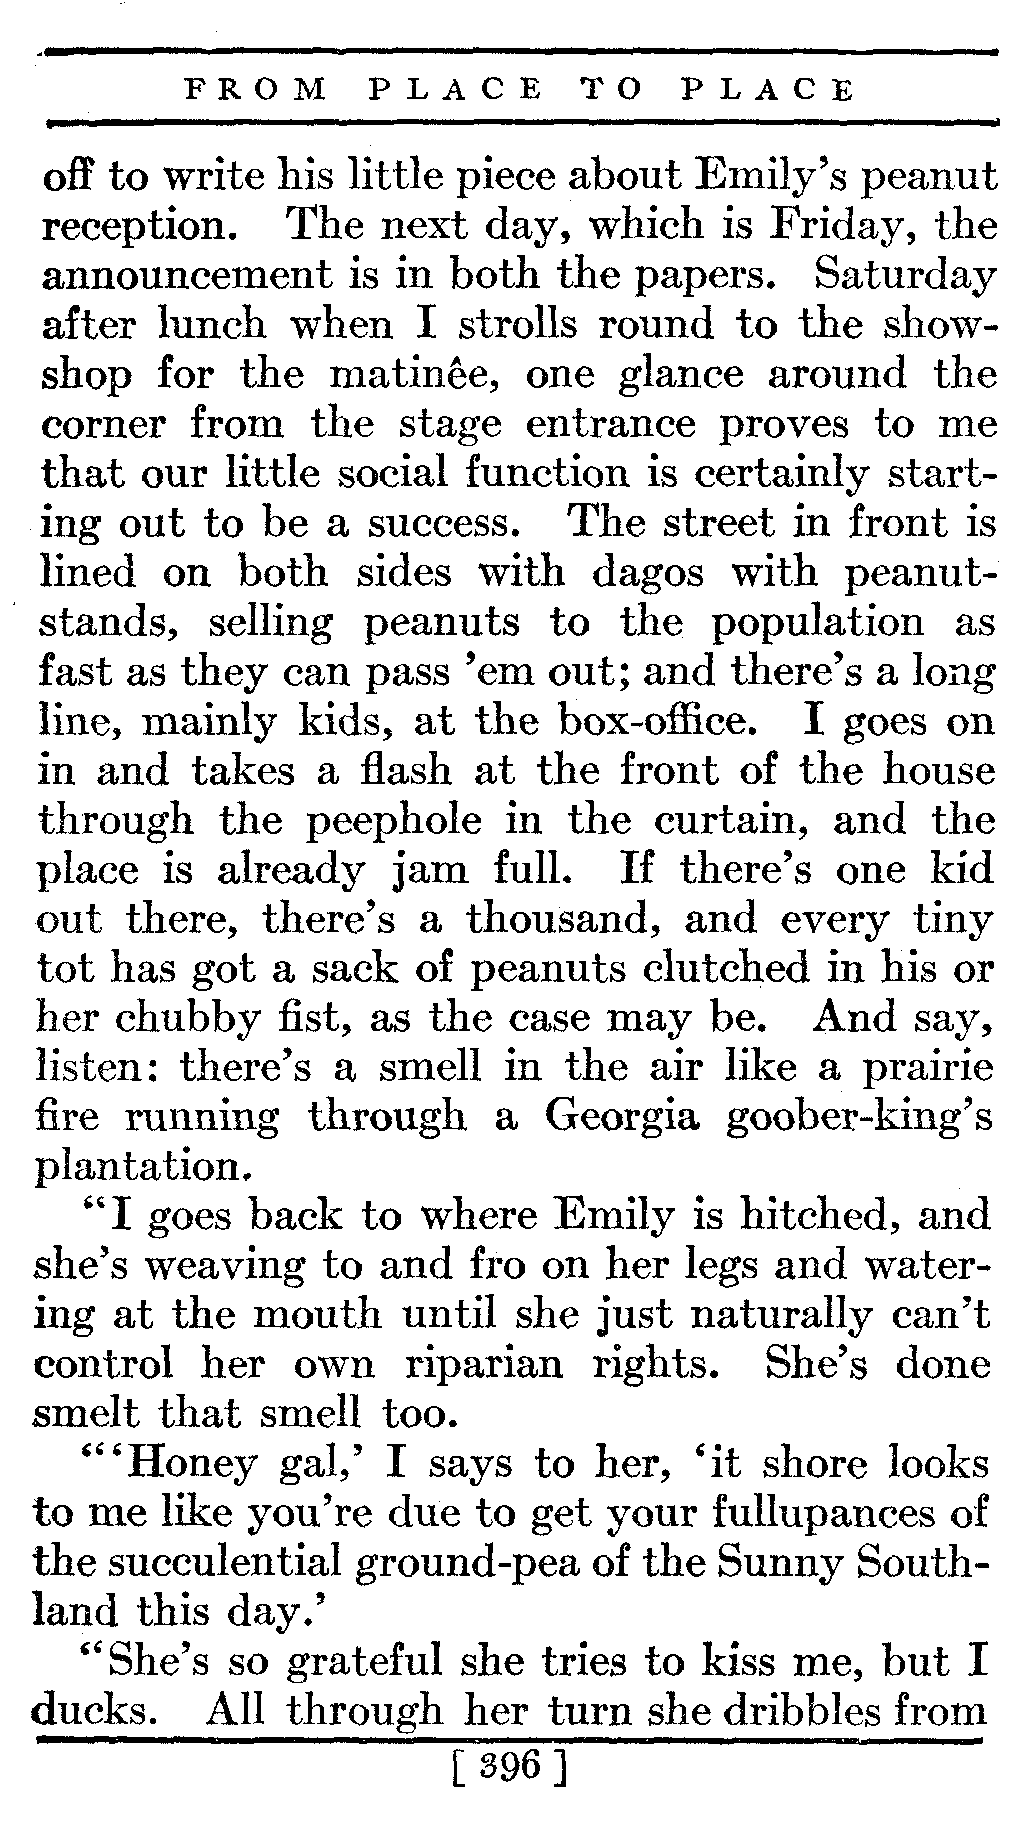 FROM PLACE TO PLACE
off to write his little piece about Emily's peanut
reception. The next day, which is Friday, the
announcement is in both the papers. Saturday
after lunch when I strolls round to the show-
shop for the matinêe, one glance around the
corner from the stage entrance proves to me
that our little social function is certainly start-
ing out to be a success. The street in front is
lined on both sides with dagos with peanut-
stands, selling peanuts to the population as
fast as they can pass 'em out; and there's a long
line, mainly kids, at the box-office. I goes on
in and takes a flash at the front of the house
through the peephole in the curtain, and the
place is already jam full. If there's one kid
out there, there's a thousand, and every tiny
tot has got a sack of peanuts clutched in his or
her chubby fist, as the case may be. And say,
listen: there's a smell in the air like a prairie
fire running through a Georgia goober-king's
plantation.
"I goes back to where Emily is hitched, and
she's weaving to and fro on her legs and water-
ing at the mouth until she just naturally can't
control her own riparian rights. She's done
smelt that smell too.
"'Honey gal,' I says to her, 'it shore looks
to me like you're due to get your fullupances of
the succulential ground-pea of the Sunny South-
land this day.'
"She's so grateful she tries to kiss me, but I
ducks. All through her turn she dribbles from
[ 396 ]